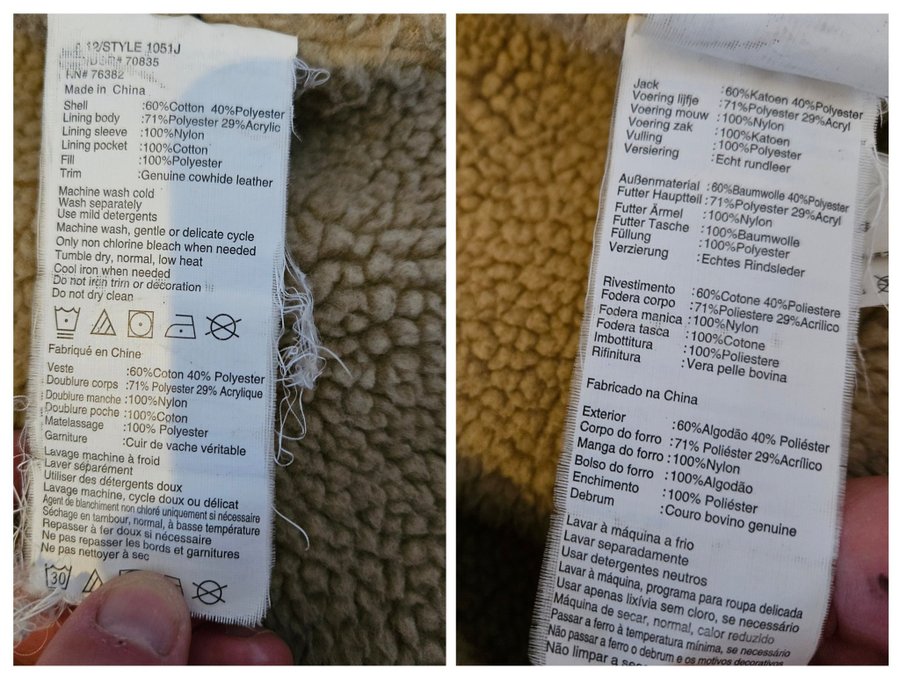 12/STYLE 1051J
70835
RN# 76382
Made in China
Shell :60%Cotton 40%Polyester
Lining body :71%Polyester 29%Acrylic
Lining sleeve :100%Nylon
Lining pocket :100%Cotton
Fill :100%Polyester
Trim :Genuine cowhide leather
Machine wash cold
Wash separately
Use mild detergents
Machine wash, gentle or delicate cycle
Only non chlorine bleach when needed
Tumble dry, normal, low heat
Cool iron when needed
Do not iron trim or decoration
Do not dry clean
Fabriqué en Chine
Veste :60%Coton 40% Polyester
Doublure corps :71% Polyester 29% Acrylique
Doublure manche :100%Nylon
Doublure poche :100%Coton
Matelassage :100% Polyester
Garniture :Cuir de vache véritable
Lavage machine à froid
Laver séparément
Utiliser des détergents doux
Lavage machine, cycle doux ou délicat
Agent de blanchiment non chloré uniquement si nécessaire
Séchage en tambour, normal, à basse température
Repasser à fer doux si nécessaire
Ne pas repasser les bords et garnitures
Ne pas nettoyer à sec
30
Jack :60%Katoen 40%Polyester
Voering lijfje :71%Polyester 29%Acryl
Voering mouw :100%Nylon
Voering zak :100%Katoen
Vulling :100%Polyester
Versiering :Echt rundleer
Außenmaterial :60%Baumwolle 40%Polyester
Futter Hauptteil :71%Polyester 29%Acryl
Futter Ärmel :100%Nylon
Futter Tasche :100%Baumwolle
Füllung :100%Polyester
Verzierung :Echtes Rindsleder
Rivestimento :60%Cotone 40%Poliestere
Fodera corpo :71%Poliestere 29%Acrilico
Fodera manica :100%Nylon
Fodera tasca :100%Cotone
Imbottitura :100%Poliestere
Rifinitura :Vera pelle bovina
Fabricado na China
Exterior :60%Algodão 40% Poliéster
Corpo do forro :71% Poliéster 29%Acrílico
Manga do forro :100%Nylon
Bolso do forro :100%Algodão
Enchimento :100% Poliéster
Debrum :Couro bovino genuine
Lavar à máquina a frio
Lavar separadamente
Usar detergentes neutros
Lavar à máquina, programa para roupa delicada
Usar apenas lixívia sem cloro, se necessário
Máquina de secar, normal, calor reduzido
Passar a ferro à temperatura mínima, se necessário
Não passar a ferro o debrum e os motivos decorativos
Não limpar a